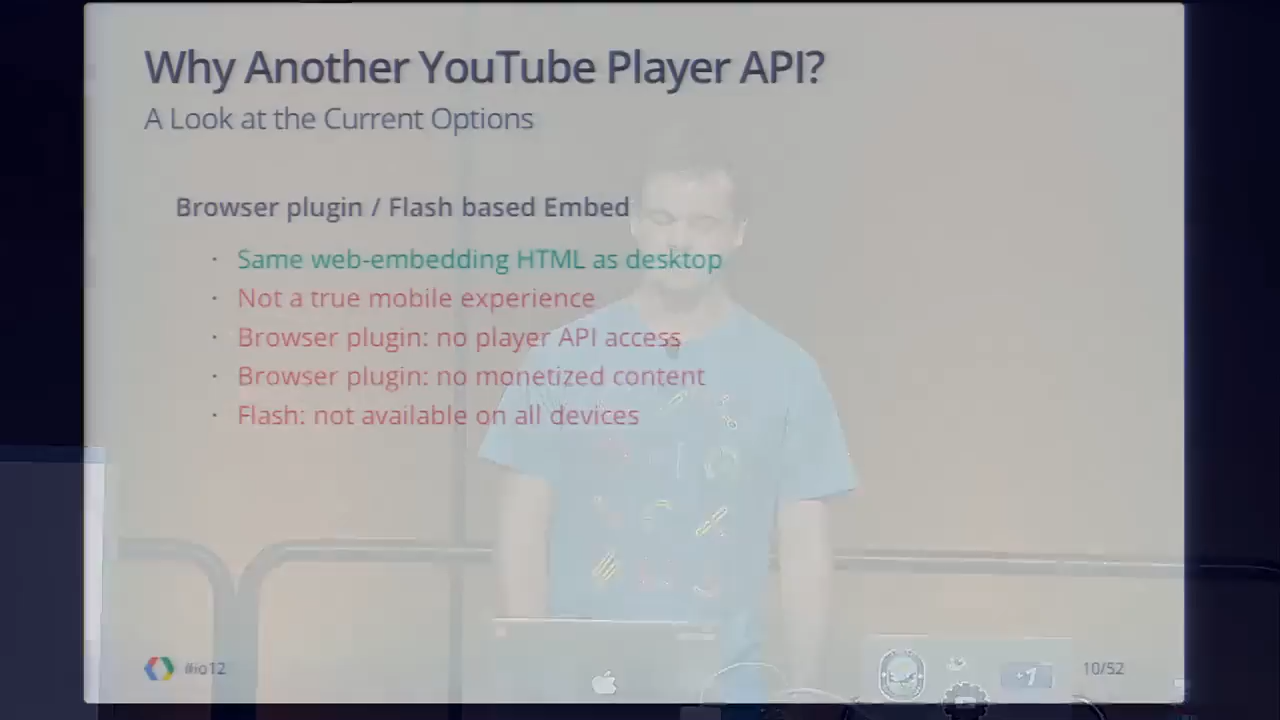 Why Another YouTube Player API?
A Look at the Current Options
Browser plugin / Flash based Embed
· Same web-embedding HTML as desktop
· Not a true mobile experience
· Browser plugin: no player API access
· Browser plugin: no monetized content
· Flash: not available on all devices
#io12
+1
10/52